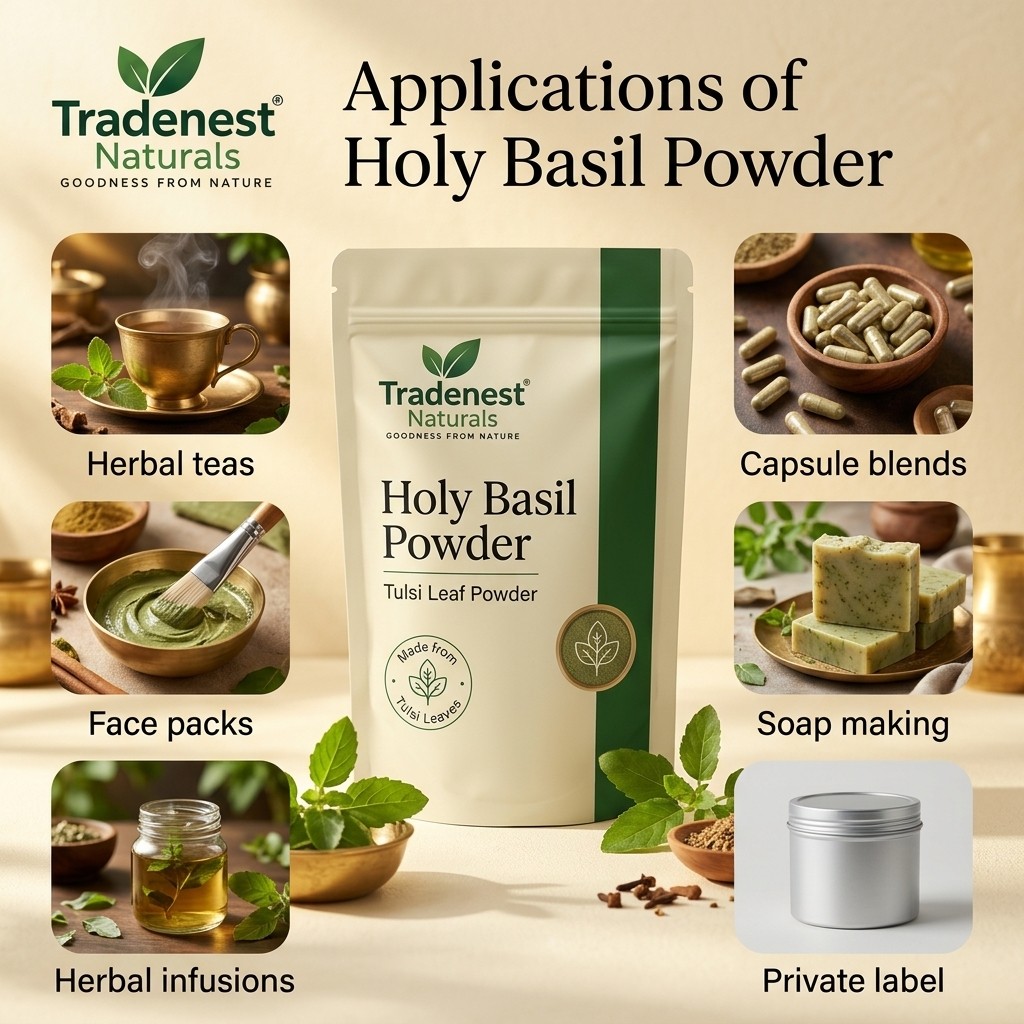 Tradenest®
Naturals
GOODNESS FROM NATURE
Applications of
Holy Basil Powder
Herbal teas
Face packs
Herbal infusions
Tradenest®
Naturals
GOODNESS FROM NATURE
Holy Basil
Powder
Tulsi Leaf Powder
Made from
Tulsi Leaves
Capsule blends
Soap making
Private label